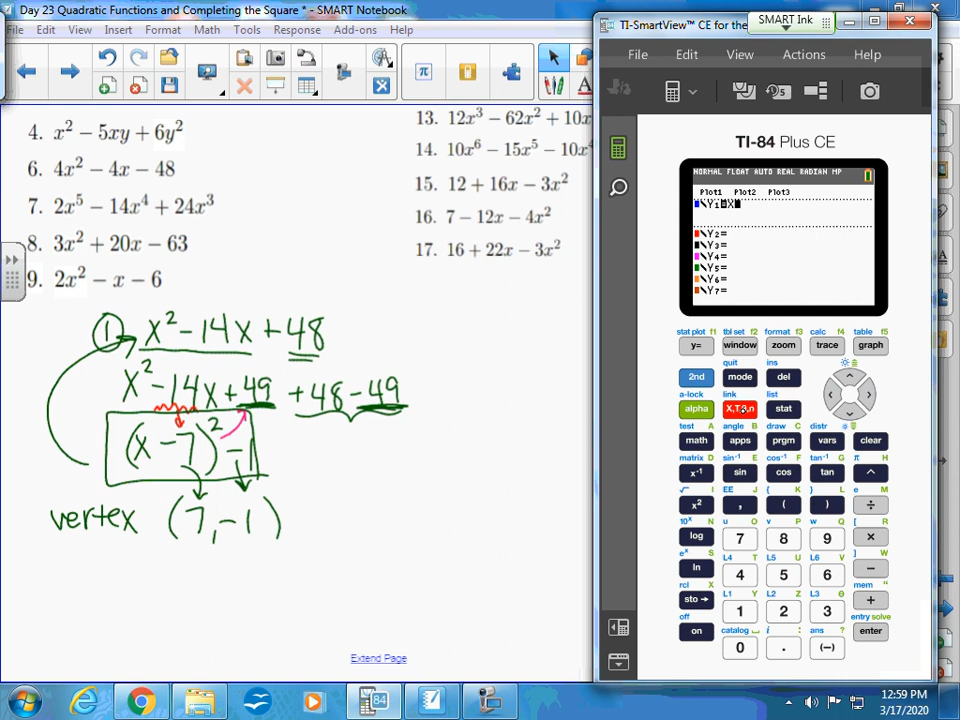 Day 23 Quadratic Functions and Completing the Square * - SMART Notebook
File Edit View Insert Format Math Tools Response Add-ons Help
4. x² − 5xy + 6y²
6. 4x² − 4x − 48
7. 2x⁵ − 14x⁴ + 24x³
8. 3x² + 20x − 63
9. 2x² − x − 6
13. 12x³ − 62x² + 10x
14. 10x⁶ − 15x⁵ − 10x⁴
15. 12 + 16x − 3x²
16. 7 − 12x − 4x²
17. 16 + 22x − 3x²
① x² − 14x + 48
x² − 14x + 49 + 48 − 49
(x − 7)² − 1
vertex (7, −1)
Extend Page
SMART Ink
TI-SmartView™ CE for the
File Edit View Actions Help
TI-84 Plus CE
NORMAL FLOAT AUTO REAL RADIAN MP
Plot1 Plot2 Plot3
\Y₁=X
\Y₂=
\Y₃=
\Y₄=
\Y₅=
\Y₆=
\Y₇=
stat plot f1 tbl set f2 format f3 calc f4 table f5
y= window zoom trace graph
quit ins
2nd mode del
a-lock link list
alpha X,T,θ,n stat
test A angle B draw C distr
math apps prgm vars clear
matrix D sin⁻¹ E cos⁻¹ F tan⁻¹ G π H
x⁻¹ sin cos tan ^
√ I EE J { K } L e M
x² , ( ) ÷
10ˣ N u O v P w Q [ R
log 7 8 9 ×
eˣ S L4 T L5 U L6 V ] W
ln 4 5 6 −
rcl X L1 Y L2 Z L3 θ mem "
sto→ 1 2 3 +
off catalog i : ans ? entry solve
on 0 . (−) enter
84
12:59 PM
3/17/2020